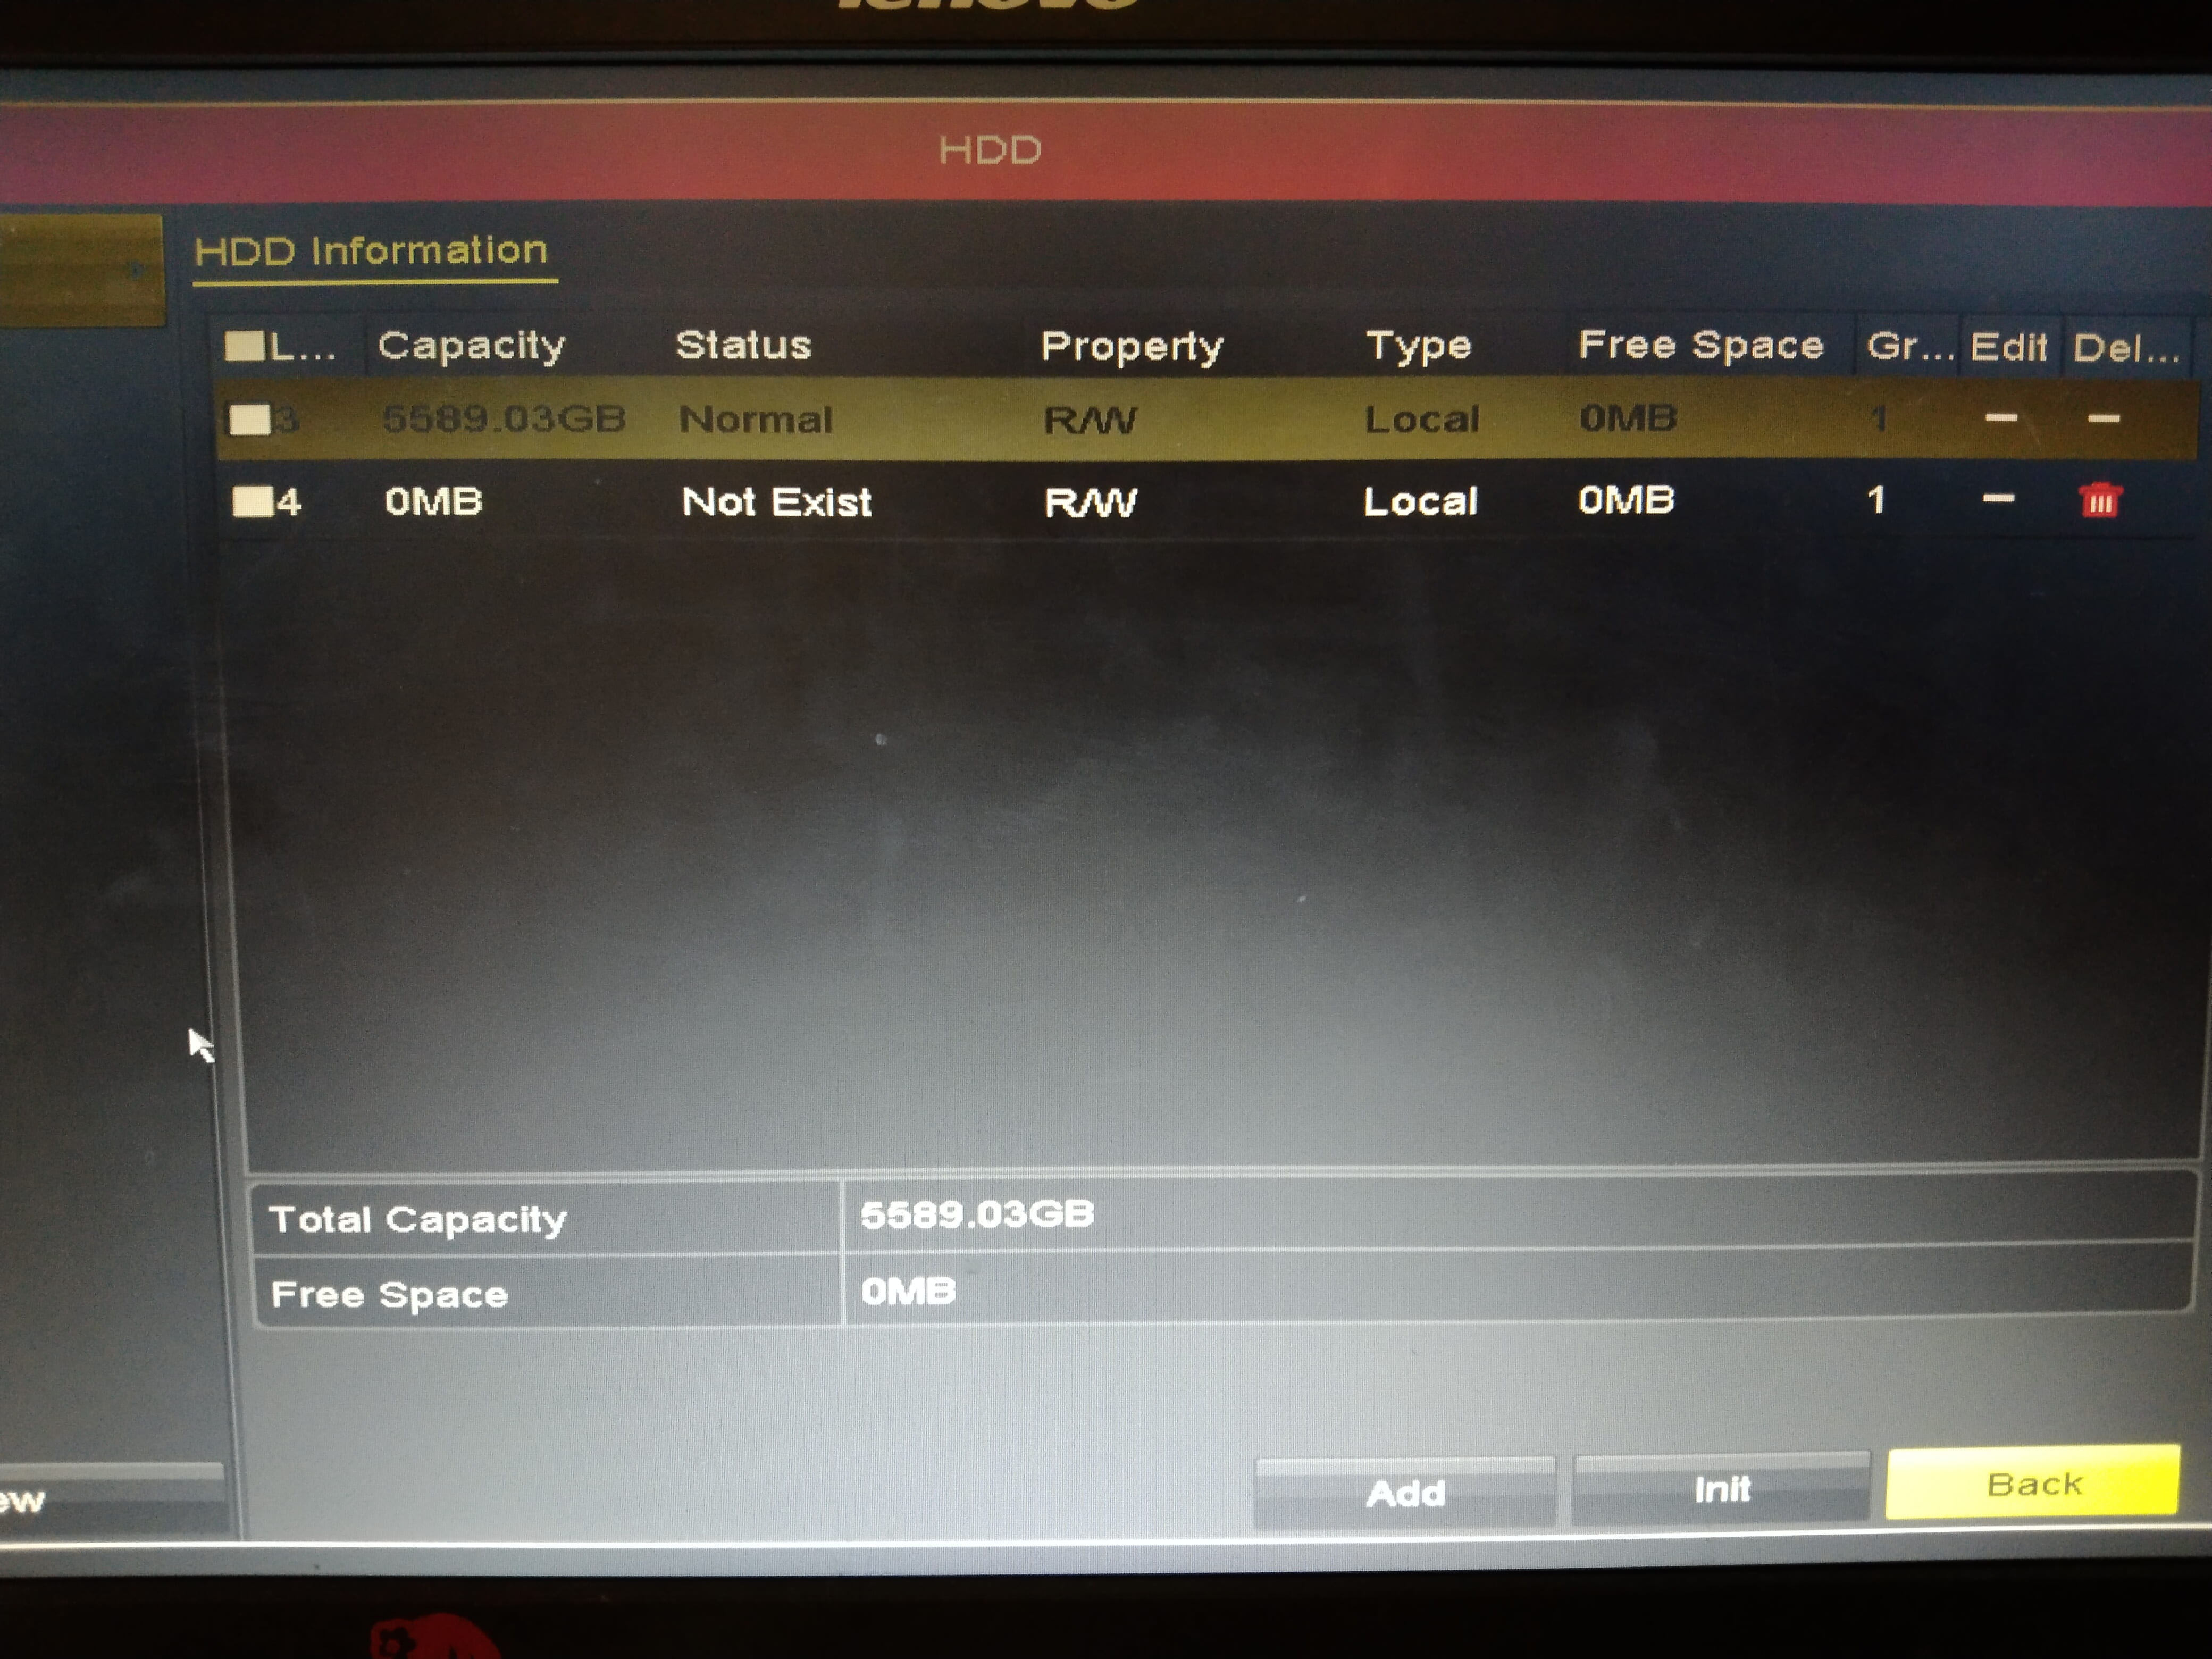 lenovo
HDD
HDD Information
L... Capacity Status Property Type Free Space Gr... Edit Del...
3 5589.03GB Normal R/W Local 0MB 1 — —
4 0MB Not Exist R/W Local 0MB 1 —
Total Capacity 5589.03GB
Free Space 0MB
ew Add Init Back